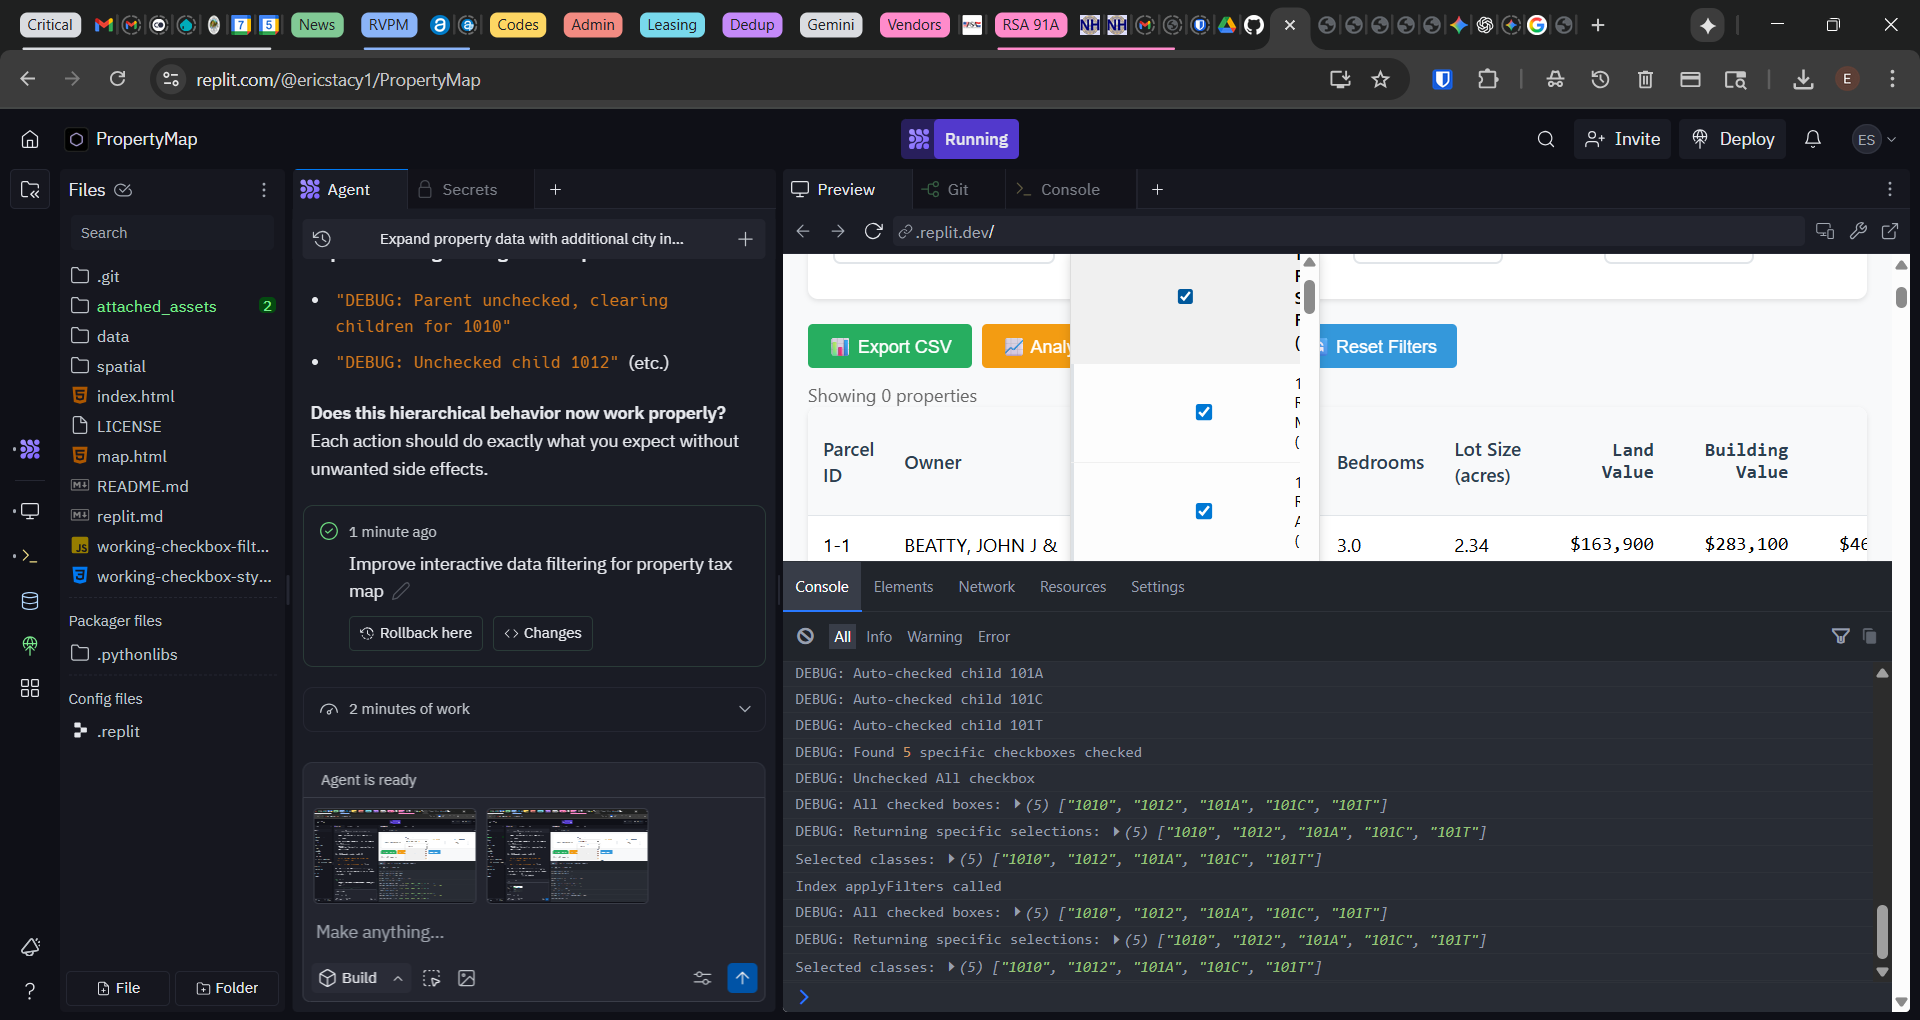 Critical
7
5
News
RVPM
Codes
Admin
Leasing
Dedup
Gemini
Vendors
RSA 91A
NH
NH
replit.com/@ericstacy1/PropertyMap
E
PropertyMap
Running
Invite
Deploy
ES
Files
Agent
Secrets
Preview
Git
Console
Search
Expand property data with additional city in...
.replit.dev/
.git
attached_assets
2
data
spatial
index.html
LICENSE
map.html
README.md
replit.md
working-checkbox-filt...
working-checkbox-sty...
Packager files
.pythonlibs
Config files
.replit
File
Folder
"DEBUG: Parent unchecked, clearing
children for 1010"
"DEBUG: Unchecked child 1012" (etc.)
Does this hierarchical behavior now work properly?
Each action should do exactly what you expect without
unwanted side effects.
1 minute ago
Improve interactive data filtering for property tax
map
Rollback here
Changes
2 minutes of work
Agent is ready
Make anything...
Build
Export CSV
Analy
Reset Filters
Showing 0 properties
Parcel
ID
Owner
Bedrooms
Lot Size
(acres)
Land
Value
Building
Value
1-1
BEATTY, JOHN J &
3.0
2.34
$163,900
$283,100
$46
Console
Elements
Network
Resources
Settings
All
Info
Warning
Error
DEBUG: Auto-checked child 101A
DEBUG: Auto-checked child 101C
DEBUG: Auto-checked child 101T
DEBUG: Found 5 specific checkboxes checked
DEBUG: Unchecked All checkbox
DEBUG: All checked boxes: (5) ["1010", "1012", "101A", "101C", "101T"]
DEBUG: Returning specific selections: (5) ["1010", "1012", "101A", "101C", "101T"]
Selected classes: (5) ["1010", "1012", "101A", "101C", "101T"]
Index applyFilters called
DEBUG: All checked boxes: (5) ["1010", "1012", "101A", "101C", "101T"]
DEBUG: Returning specific selections: (5) ["1010", "1012", "101A", "101C", "101T"]
Selected classes: (5) ["1010", "1012", "101A", "101C", "101T"]